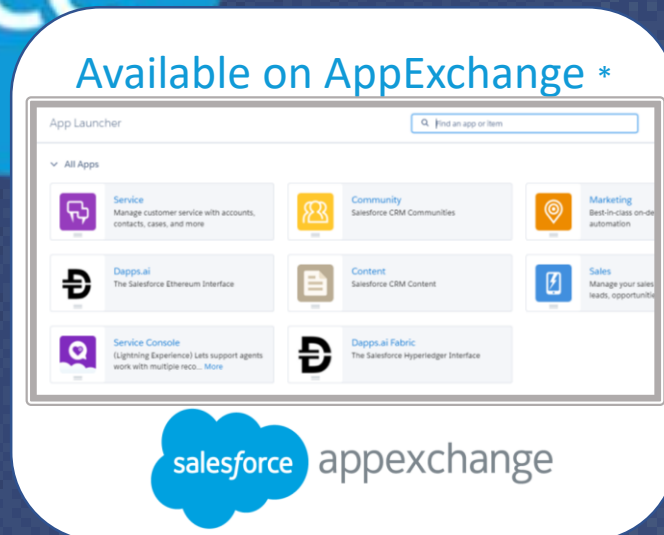 Available on AppExchange *
App Launcher
Find an app or item
All Apps
Service
Manage customer service with accounts,
contacts, cases, and more
Community
Salesforce CRM Communities
Marketing
Best-in-class on-de
automation
Dapps.ai
The Salesforce Ethereum Interface
Content
Salesforce CRM Content
Sales
Manage your sales
leads, opportunitie
Service Console
(Lightning Experience) Lets support agents
work with multiple reco... More
Dapps.ai Fabric
The Salesforce Hyperledger Interface
salesforce appexchange